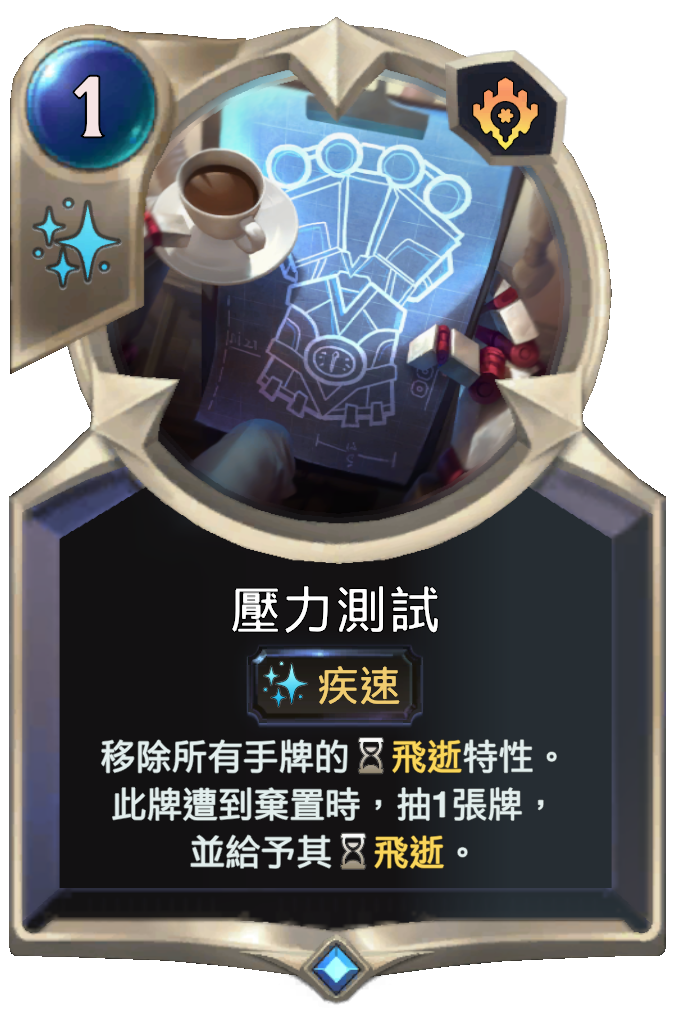 1
壓力測試
疾速
移除所有手牌的飛逝特性。
此牌遭到棄置時，抽1張牌，
並給予其飛逝。